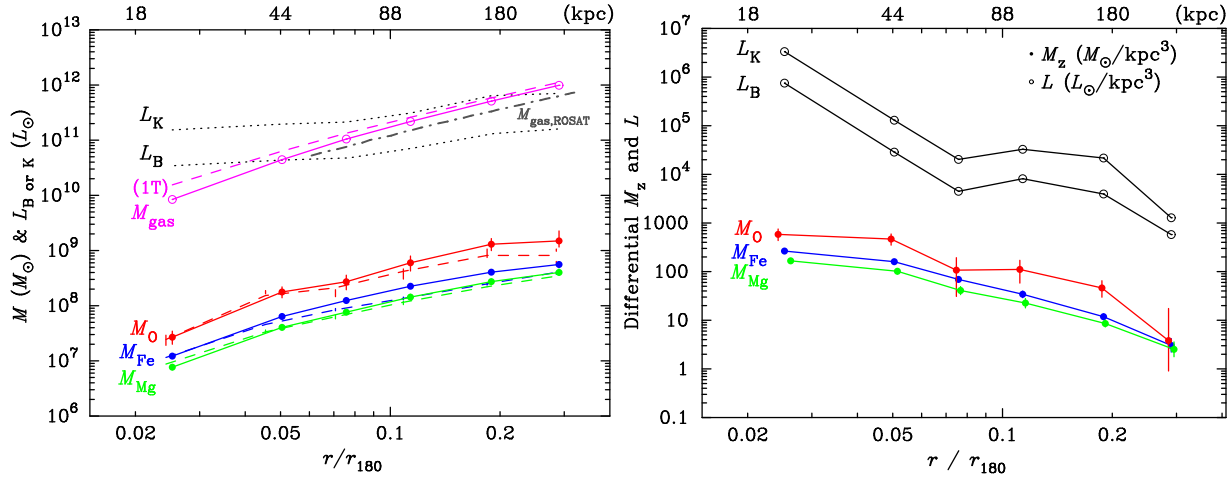 18 44 88 180 (kpc)
10^13
10^12
10^11
10^10
10^9
10^8
10^7
10^6
M (M_⊙) & L_B or K (L_⊙)
L_K
L_B
M_gas,ROSAT
(1T)
M_gas
M_O
M_Fe
M_Mg
0.02 0.05 0.1 0.2
r/r_180
18 44 88 180 (kpc)
10^7
10^6
10^5
10^4
1000
100
10
1
0.1
Differential M_z and L
M_z (M_⊙/kpc^3)
L (L_⊙/kpc^3)
L_K
L_B
M_O
M_Fe
M_Mg
0.02 0.05 0.1 0.2
r / r_180